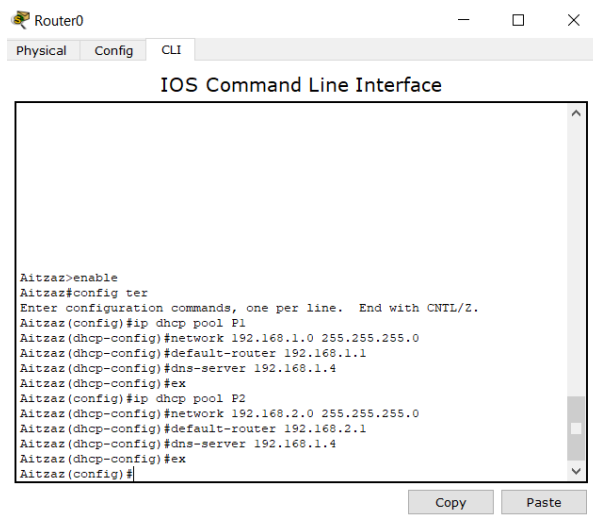 Router0
Physical Config CLI
IOS Command Line Interface
Aitzaz>enable
Aitzaz#config ter
Enter configuration commands, one per line.  End with CNTL/Z.
Aitzaz(config)#ip dhcp pool P1
Aitzaz(dhcp-config)#network 192.168.1.0 255.255.255.0
Aitzaz(dhcp-config)#default-router 192.168.1.1
Aitzaz(dhcp-config)#dns-server 192.168.1.4
Aitzaz(dhcp-config)#ex
Aitzaz(config)#ip dhcp pool P2
Aitzaz(dhcp-config)#network 192.168.2.0 255.255.255.0
Aitzaz(dhcp-config)#default-router 192.168.2.1
Aitzaz(dhcp-config)#dns-server 192.168.1.4
Aitzaz(dhcp-config)#ex
Aitzaz(config)#
Copy Paste